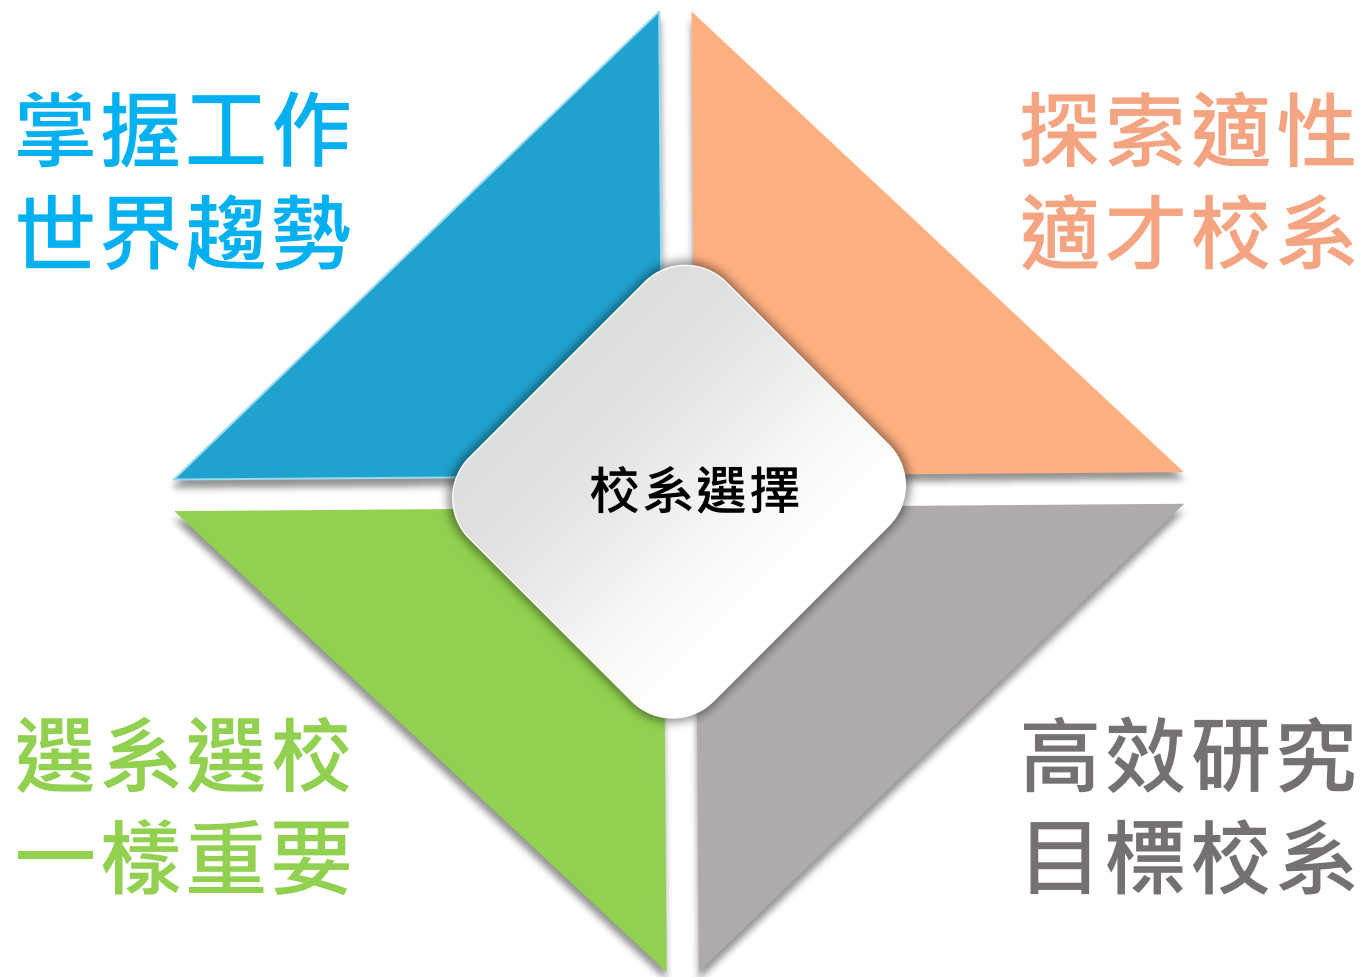 掌握工作
世界趨勢
探索適性
適才校系
校系選擇
選系選校
一樣重要
高效研究
目標校系